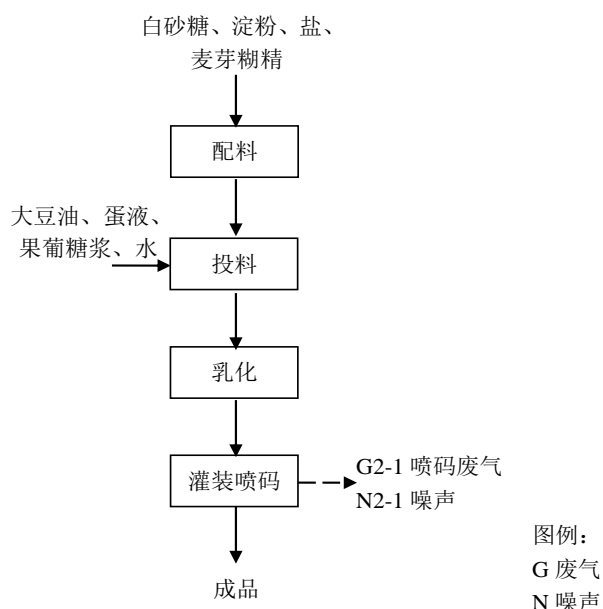 白砂糖、淀粉、盐、
麦芽糊精
配料
大豆油、蛋液、
果葡糖浆、水
投料
乳化
灌装喷码
G2-1 喷码废气
N2-1 噪声
成品
图例：
G 废气
N 噪声